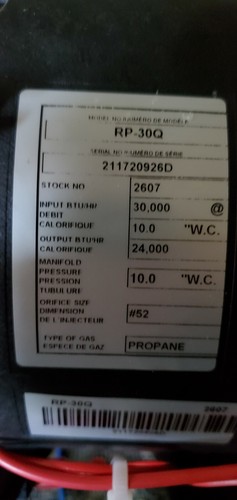 MODEL NO/NUMÉRO DE MODÈLE
RP-30Q
SERIAL NO/NUMÉRO DE SÉRIE
211720926D
STOCK NO 2607
INPUT BTU/HR 30,000 @
DEBIT
CALORIFIQUE 10.0 "W.C.
OUTPUT BTU/HR 24,000
CALORIFIQUE
MANIFOLD
PRESSURE 10.0 "W.C.
PRESSION
TUBULURE
ORIFICE SIZE
DIMENSION #52
DE L'INJECTEUR
TYPE OF GAS PROPANE
ESPECE DE GAZ
RP-30Q 2607